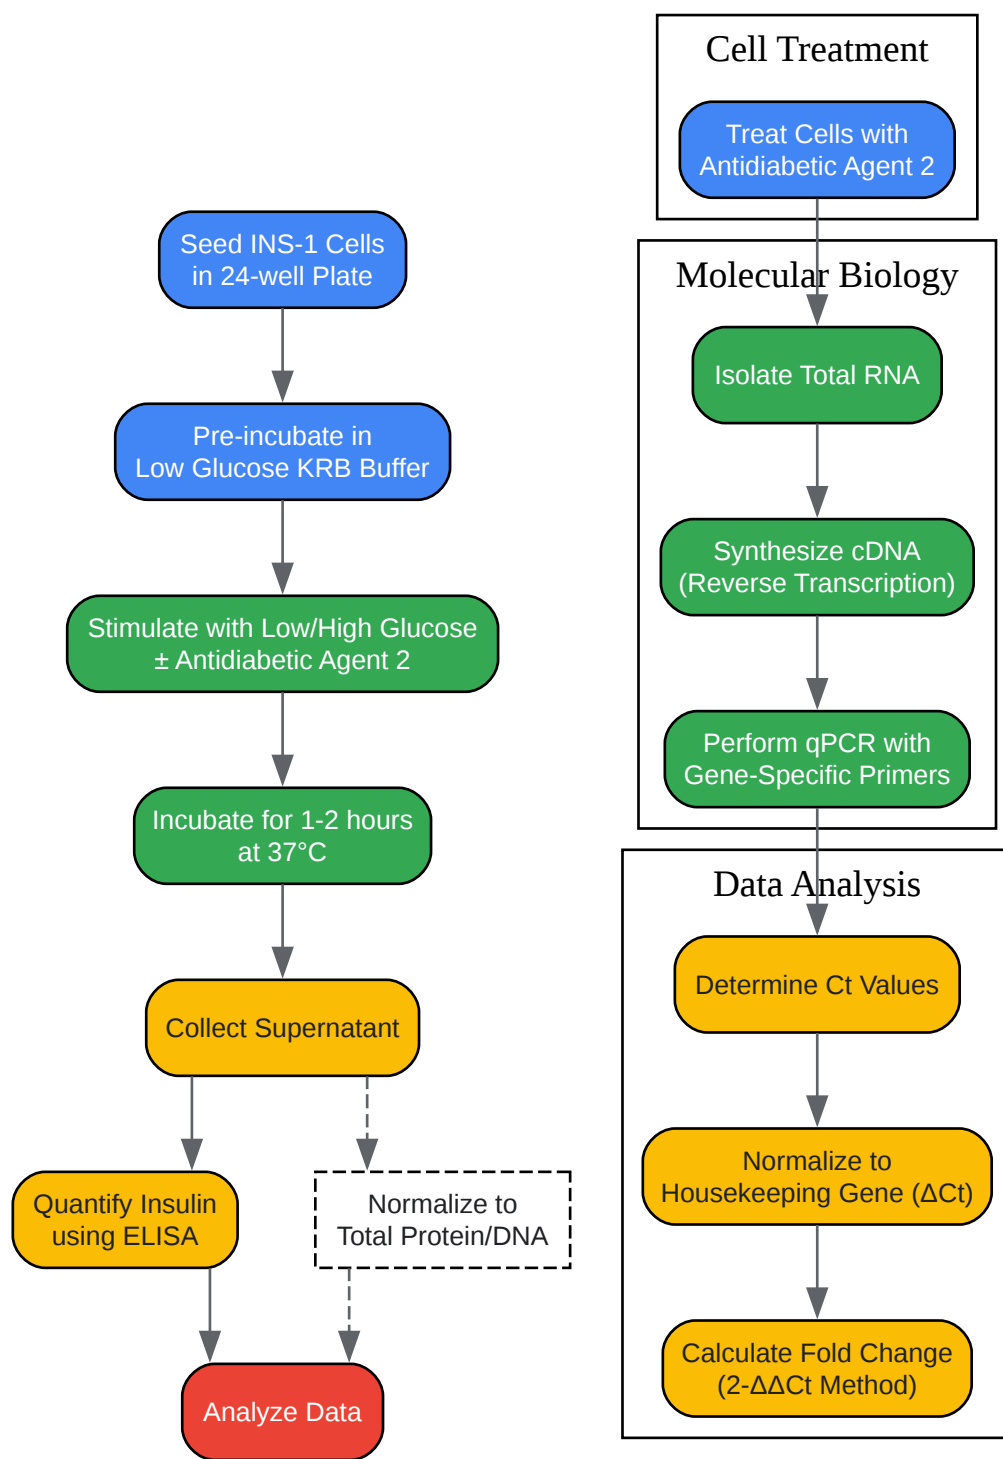 Seed INS-1 Cells
in 24-well Plate
Pre-incubate in
Low Glucose KRB Buffer
Stimulate with Low/High Glucose
± Antidiabetic Agent 2
Incubate for 1-2 hours
at 37°C
Collect Supernatant
Quantify Insulin
using ELISA
Normalize to
Total Protein/DNA
Analyze Data
Cell Treatment
Treat Cells with
Antidiabetic Agent 2
Molecular Biology
Isolate Total RNA
Synthesize cDNA
(Reverse Transcription)
Perform qPCR with
Gene-Specific Primers
Data Analysis
Determine Ct Values
Normalize to
Housekeeping Gene (ΔCt)
Calculate Fold Change
(2-ΔΔCt Method)